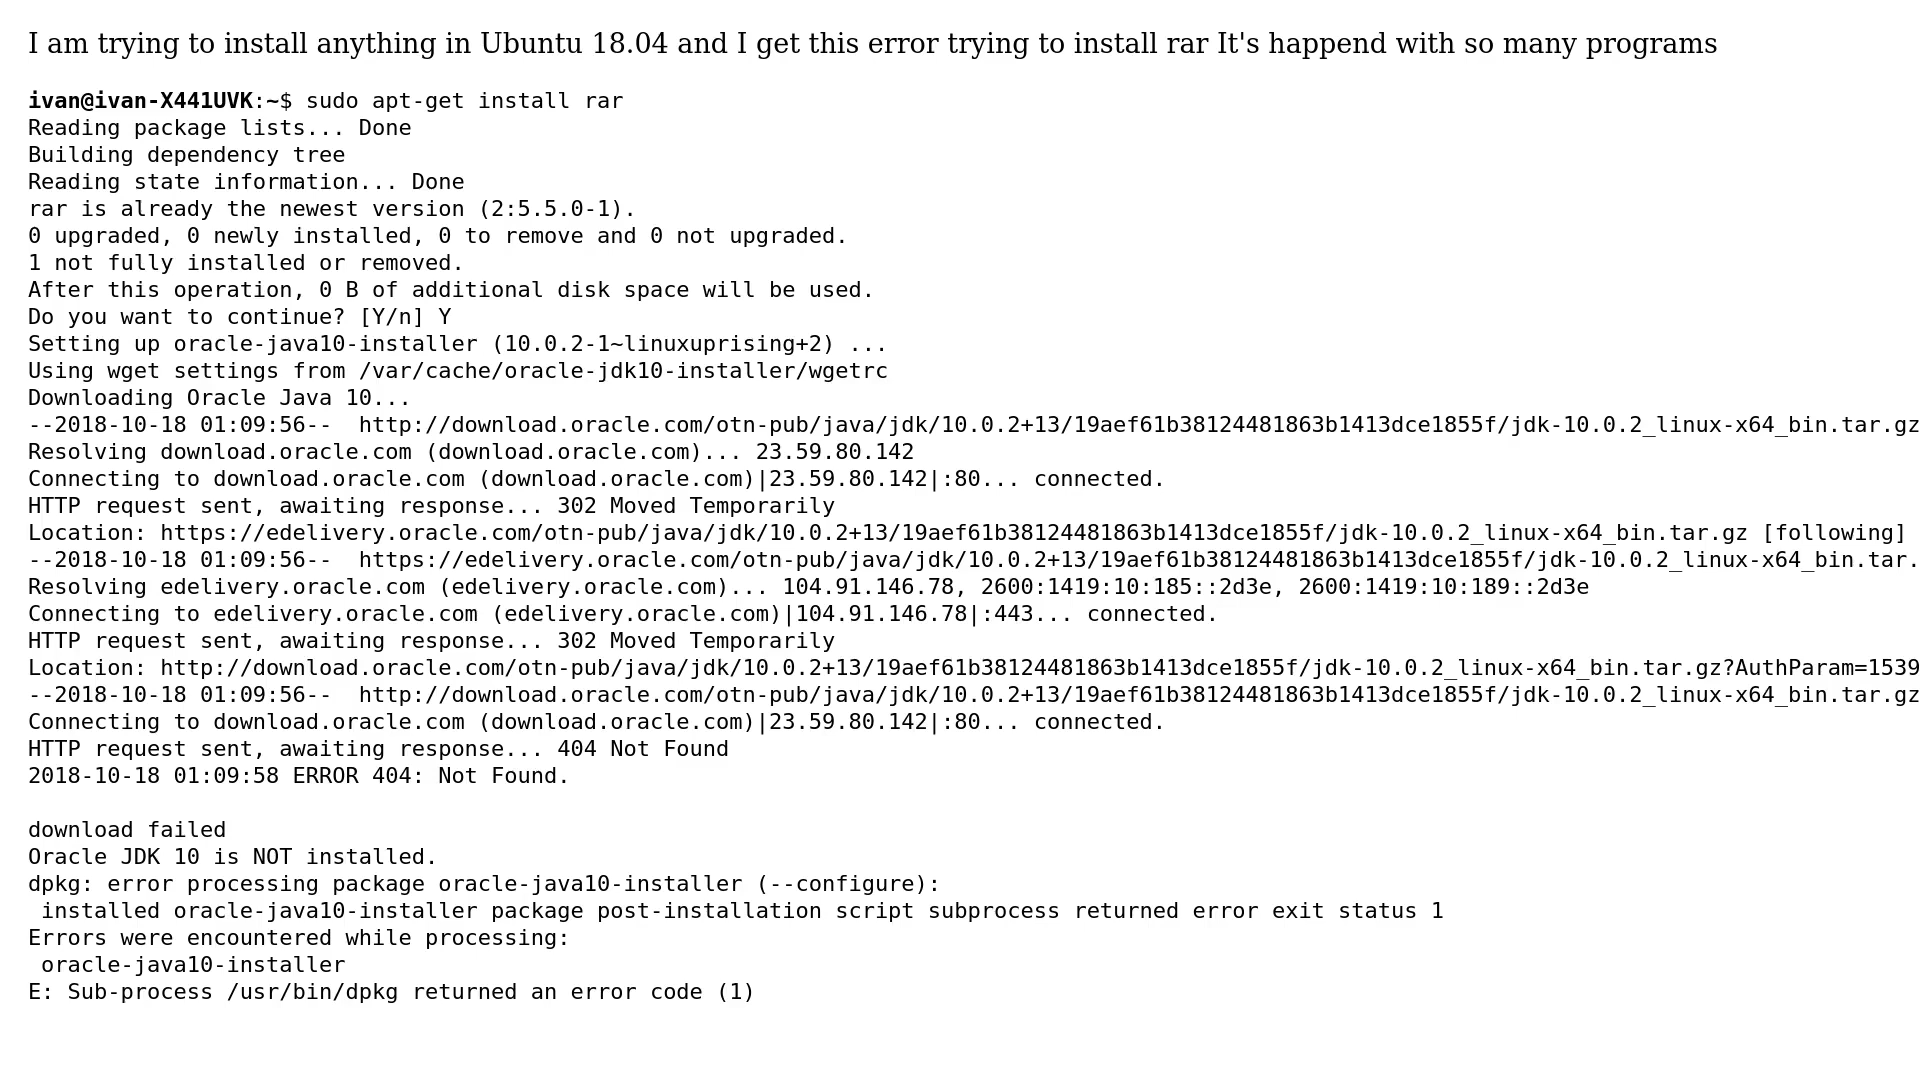 I am trying to install anything in Ubuntu 18.04 and I get this error trying to install rar It's happend with so many programs
ivan@ivan-X441UVK:~$ sudo apt-get install rar
Reading package lists... Done
Building dependency tree
Reading state information... Done
rar is already the newest version (2:5.5.0-1).
0 upgraded, 0 newly installed, 0 to remove and 0 not upgraded.
1 not fully installed or removed.
After this operation, 0 B of additional disk space will be used.
Do you want to continue? [Y/n] Y
Setting up oracle-java10-installer (10.0.2-1~linuxuprising+2) ...
Using wget settings from /var/cache/oracle-jdk10-installer/wgetrc
Downloading Oracle Java 10...
--2018-10-18 01:09:56--  http://download.oracle.com/otn-pub/java/jdk/10.0.2+13/19aef61b38124481863b1413dce1855f/jdk-10.0.2_linux-x64_bin.tar.gz
Resolving download.oracle.com (download.oracle.com)... 23.59.80.142
Connecting to download.oracle.com (download.oracle.com)|23.59.80.142|:80... connected.
HTTP request sent, awaiting response... 302 Moved Temporarily
Location: https://edelivery.oracle.com/otn-pub/java/jdk/10.0.2+13/19aef61b38124481863b1413dce1855f/jdk-10.0.2_linux-x64_bin.tar.gz [following]
--2018-10-18 01:09:56--  https://edelivery.oracle.com/otn-pub/java/jdk/10.0.2+13/19aef61b38124481863b1413dce1855f/jdk-10.0.2_linux-x64_bin.tar.
Resolving edelivery.oracle.com (edelivery.oracle.com)... 104.91.146.78, 2600:1419:10:185::2d3e, 2600:1419:10:189::2d3e
Connecting to edelivery.oracle.com (edelivery.oracle.com)|104.91.146.78|:443... connected.
HTTP request sent, awaiting response... 302 Moved Temporarily
Location: http://download.oracle.com/otn-pub/java/jdk/10.0.2+13/19aef61b38124481863b1413dce1855f/jdk-10.0.2_linux-x64_bin.tar.gz?AuthParam=1539
--2018-10-18 01:09:56--  http://download.oracle.com/otn-pub/java/jdk/10.0.2+13/19aef61b38124481863b1413dce1855f/jdk-10.0.2_linux-x64_bin.tar.gz
Connecting to download.oracle.com (download.oracle.com)|23.59.80.142|:80... connected.
HTTP request sent, awaiting response... 404 Not Found
2018-10-18 01:09:58 ERROR 404: Not Found.
download failed
Oracle JDK 10 is NOT installed.
dpkg: error processing package oracle-java10-installer (--configure):
 installed oracle-java10-installer package post-installation script subprocess returned error exit status 1
Errors were encountered while processing:
 oracle-java10-installer
E: Sub-process /usr/bin/dpkg returned an error code (1)